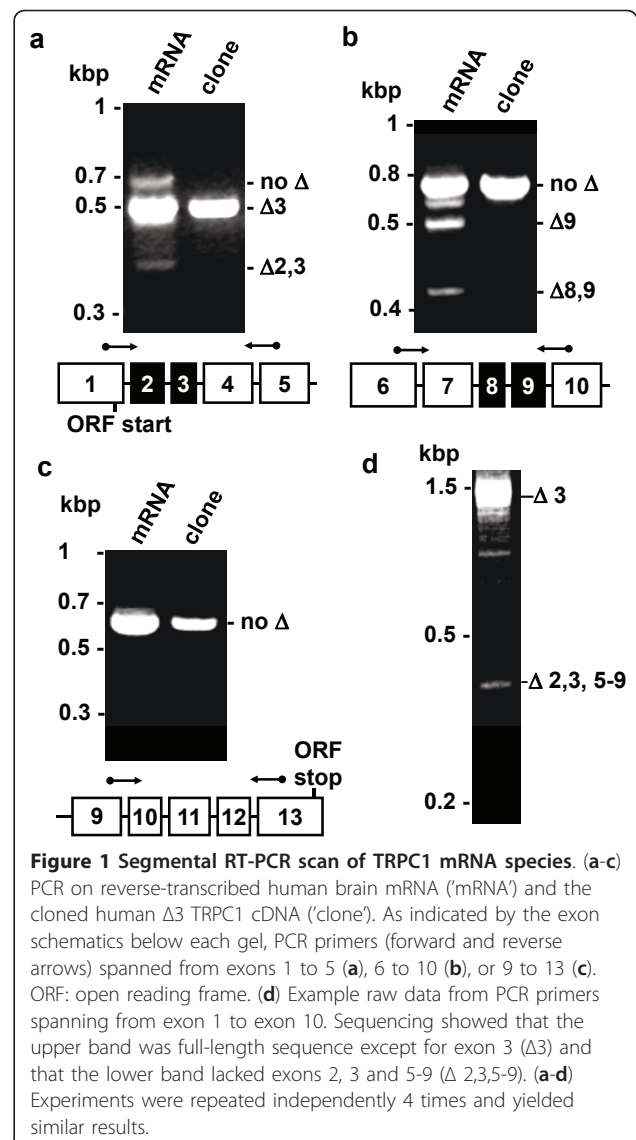 a
kbp
mRNA
clone
1 -
0.7 -
0.5 -
0.3 -
- no Δ
- Δ3
- Δ2,3
1 2 3 4 5
ORF start
b
kbp
mRNA
clone
1 -
0.8 -
0.5 -
0.4 -
- no Δ
- Δ9
- Δ8,9
6 7 8 9 10
c
kbp
mRNA
clone
1 -
0.7 -
0.5 -
0.3 -
- no Δ
ORF
stop
9 10 11 12 13
d
kbp
1.5 -
0.5 -
0.2 -
-Δ 3
-Δ 2,3, 5-9
Figure 1 Segmental RT-PCR scan of TRPC1 mRNA species. (a-c)
PCR on reverse-transcribed human brain mRNA ('mRNA') and the
cloned human Δ3 TRPC1 cDNA ('clone'). As indicated by the exon
schematics below each gel, PCR primers (forward and reverse
arrows) spanned from exons 1 to 5 (a), 6 to 10 (b), or 9 to 13 (c).
ORF: open reading frame. (d) Example raw data from PCR primers
spanning from exon 1 to exon 10. Sequencing showed that the
upper band was full-length sequence except for exon 3 (Δ3) and
that the lower band lacked exons 2, 3 and 5-9 (Δ 2,3,5-9). (a-d)
Experiments were repeated independently 4 times and yielded
similar results.